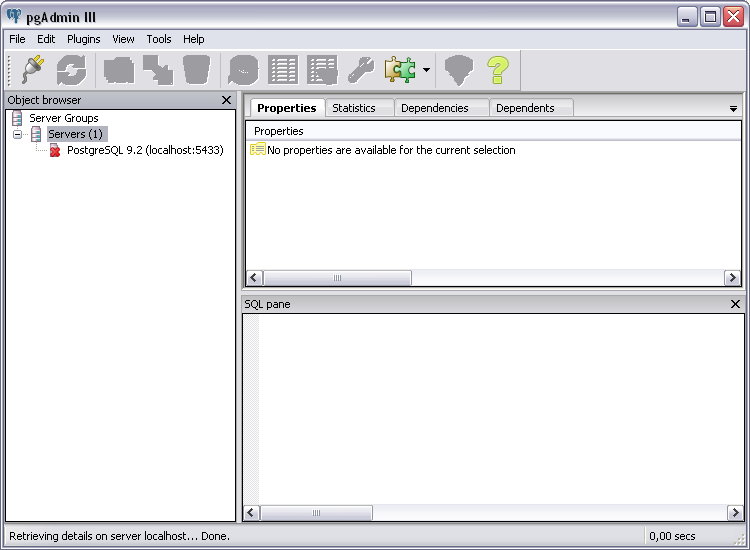 pgAdmin III
File Edit Plugins View Tools Help
Object browser
Server Groups
Servers (1)
PostgreSQL 9.2 (localhost:5433)
Properties Statistics Dependencies Dependents
Properties
No properties are available for the current selection
SQL pane
Retrieving details on server localhost... Done.
0,00 secs